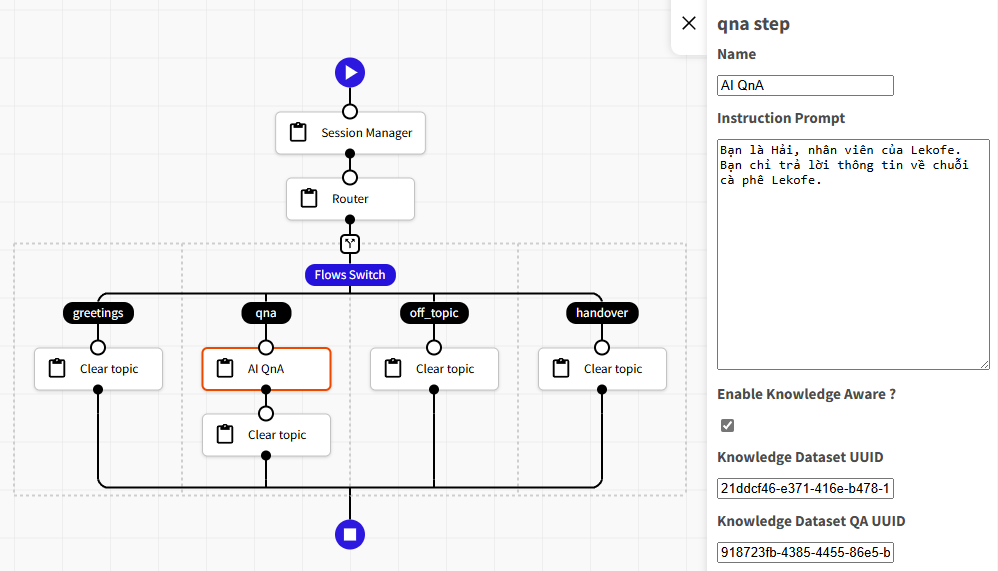 Session Manager
Router
Flows Switch
greetings
qna
off_topic
handover
Clear topic
AI QnA
Clear topic
Clear topic
Clear topic
qna step
Name
AI QnA
Instruction Prompt
Bạn là Hải, nhân viên của Lekofe.
Bạn chỉ trả lời thông tin về chuỗi
cà phê Lekofe.
Enable Knowledge Aware ?
Knowledge Dataset UUID
21ddcf46-e371-416e-b478-1
Knowledge Dataset QA UUID
918723fb-4385-4455-86e5-b